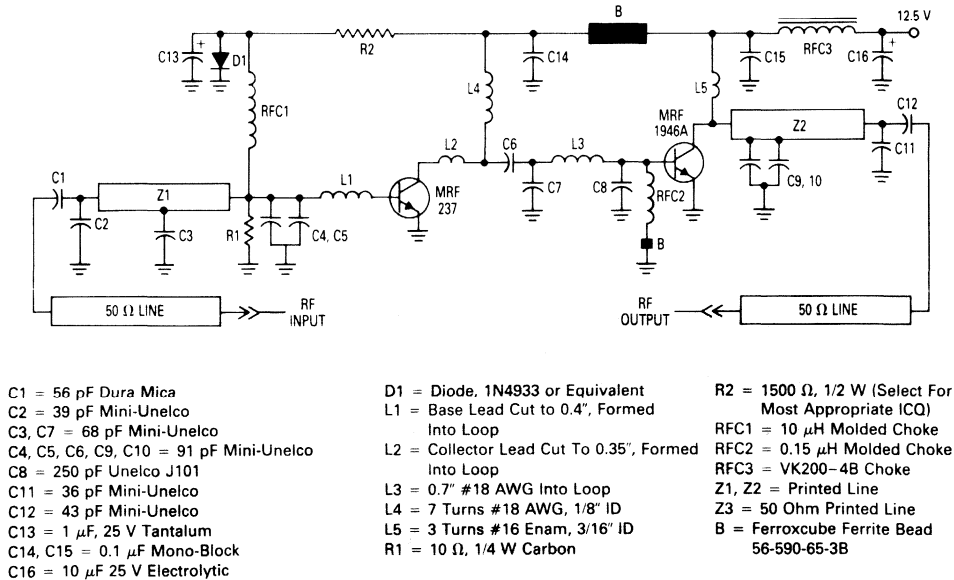 B
12.5 V
C13
+
D1
R2
C14
C15
RFC3
C16
+
RFC1
L4
L5
C12
MRF
1946A
Z2
C11
L2
C6
L3
C1
Z1
L1
MRF
237
C7
C8
RFC2
C9, 10
C2
C3
R1
C4, C5
B
50 Ω LINE
RF
INPUT
RF
OUTPUT
50 Ω LINE
C1 = 56 pF Dura Mica
C2 = 39 pF Mini-Unelco
C3, C7 = 68 pF Mini-Unelco
C4, C5, C6, C9, C10 = 91 pF Mini-Unelco
C8 = 250 pF Unelco J101
C11 = 36 pF Mini-Unelco
C12 = 43 pF Mini-Unelco
C13 = 1 μF, 25 V Tantalum
C14, C15 = 0.1 μF Mono-Block
C16 = 10 μF 25 V Electrolytic
D1 = Diode, 1N4933 or Equivalent
L1 = Base Lead Cut to 0.4″, Formed
Into Loop
L2 = Collector Lead Cut To 0.35″, Formed
Into Loop
L3 = 0.7″ #18 AWG Into Loop
L4 = 7 Turns #18 AWG, 1/8″ ID
L5 = 3 Turns #16 Enam, 3/16″ ID
R1 = 10 Ω, 1/4 W Carbon
R2 = 1500 Ω, 1/2 W (Select For
Most Appropriate ICQ)
RFC1 = 10 μH Molded Choke
RFC2 = 0.15 μH Molded Choke
RFC3 = VK200-4B Choke
Z1, Z2 = Printed Line
Z3 = 50 Ohm Printed Line
B = Ferroxcube Ferrite Bead
56-590-65-3B